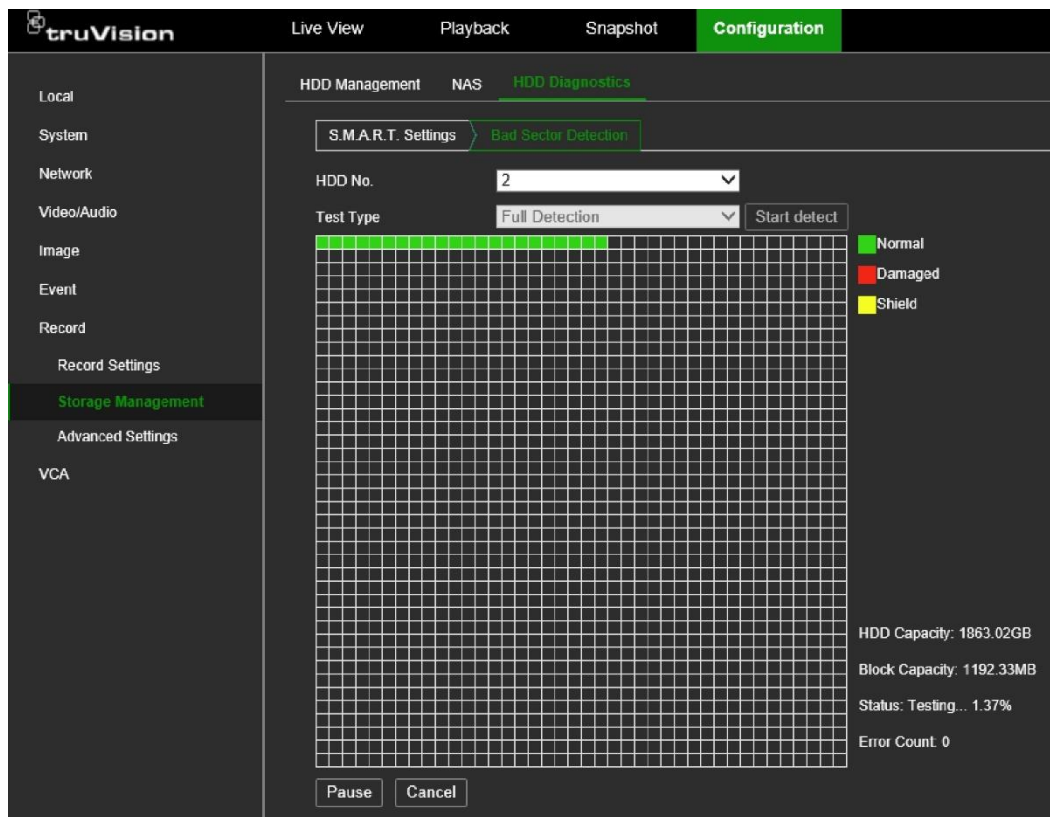 truVision
Live View Playback Snapshot Configuration
HDD Management NAS HDD Diagnostics
Local
System
Network
Video/Audio
Image
Event
Record
Record Settings
Storage Management
Advanced Settings
VCA
S.M.A.R.T. Settings Bad Sector Detection
HDD No. 2
Test Type Full Detection Start detect
Normal
Damaged
Shield
HDD Capacity: 1863.02GB
Block Capacity: 1192.33MB
Status: Testing... 1.37%
Error Count: 0
Pause Cancel